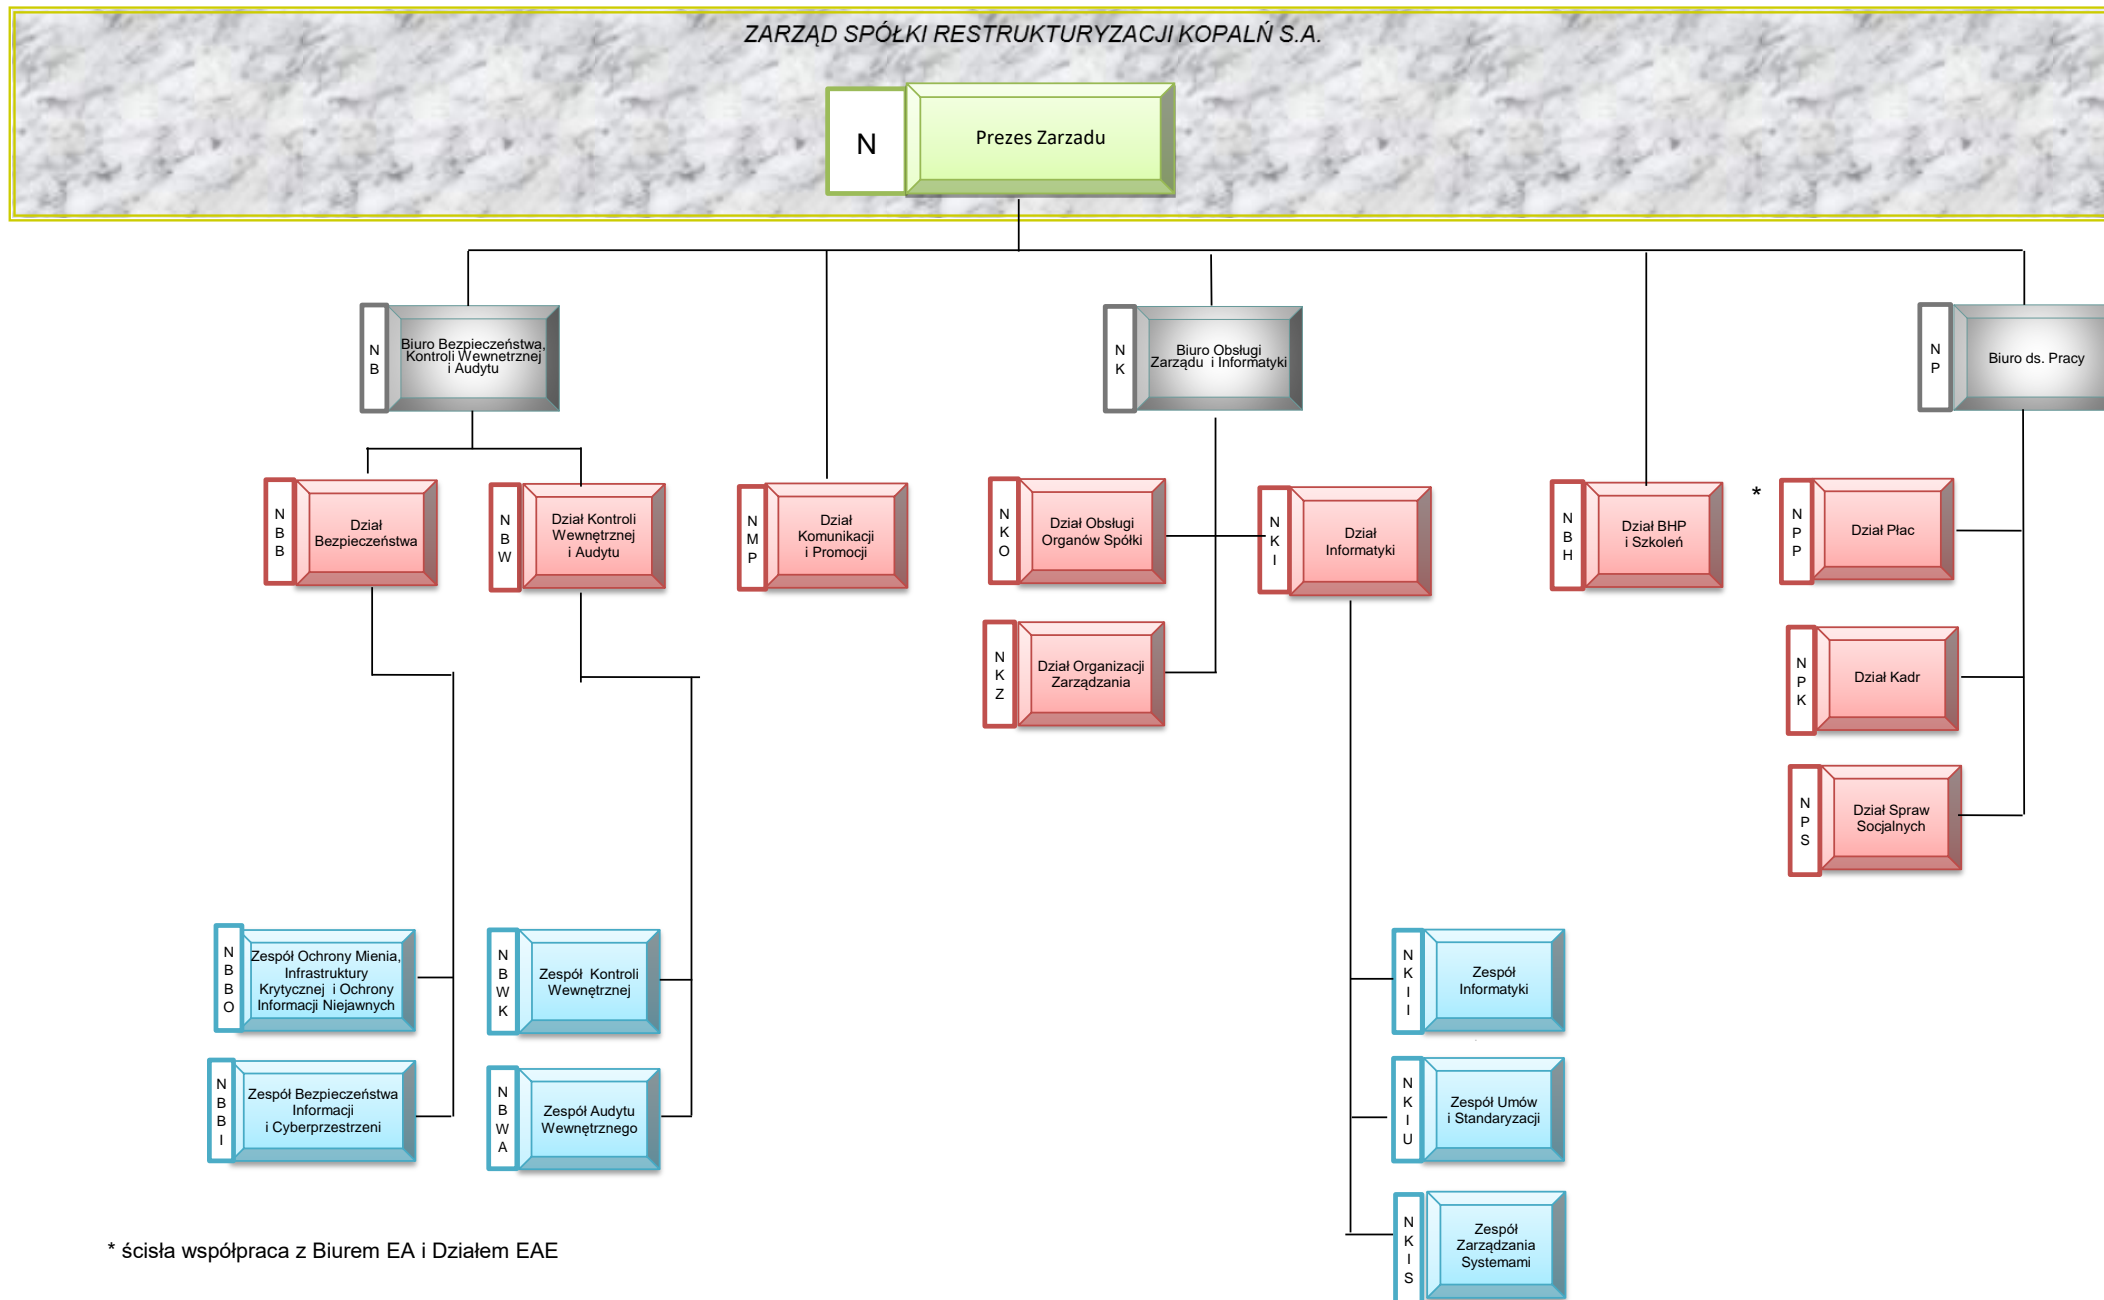 ZARZĄD SPÓŁKI RESTRUKTURYZACJI KOPALŃ S.A.
N
Prezes Zarzadu
N
B
Biuro Bezpieczeństwa,
Kontroli Wewnetrznej
i Audytu
N
K
Biuro Obsługi
Zarządu i Informatyki
N
P
Biuro ds. Pracy
N
B
B
Dział
Bezpieczeństwa
N
B
W
Dział Kontroli
Wewnętrznej
i Audytu
N
M
P
Dział
Komunikacji
i Promocji
N
K
O
Dział Obsługi
Organów Spółki
N
K
I
Dział
Informatyki
N
B
H
Dział BHP
i Szkoleń
*
N
P
P
Dział Płac
N
K
Z
Dział Organizacji
Zarządzania
N
P
K
Dział Kadr
N
P
S
Dział Spraw
Socjalnych
N
B
B
O
Zespół Ochrony Mienia,
Infrastruktury
Krytycznej i Ochrony
Informacji Niejawnych
N
B
W
K
Zespół Kontroli
Wewnętrznej
N
K
I
I
Zespół
Informatyki
N
B
B
I
Zespół Bezpieczeństwa
Informacji
i Cyberprzestrzeni
N
B
W
A
Zespół Audytu
Wewnętrznego
N
K
I
U
Zespół Umów
i Standaryzacji
N
K
I
S
Zespół
Zarządzania
Systemami
* ścisła współpraca z Biurem EA i Działem EAE